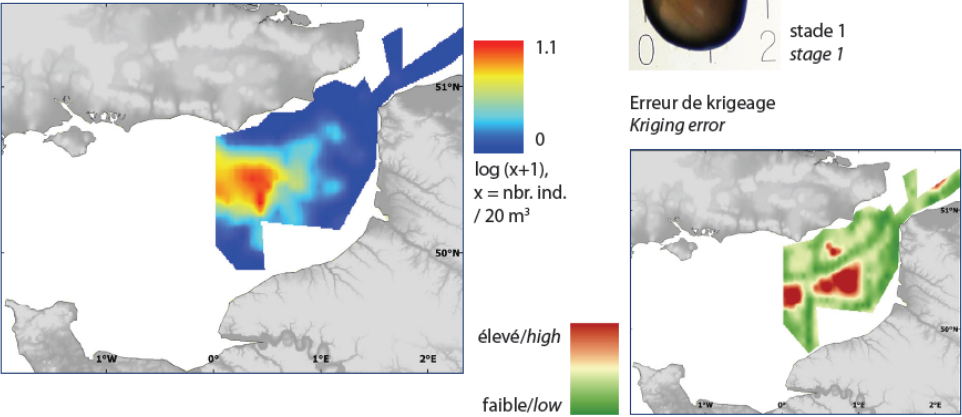 51°N
50°N
1°W
0°
1°E
2°E
1.1
0
log (x+1),
x = nbr. ind.
/ 20 m³
0
1
1
2
stade 1
stage 1
Erreur de krigeage
Kriging error
élevé/high
faible/low
51°N
50°N
1°W
0°
1°E
2°E